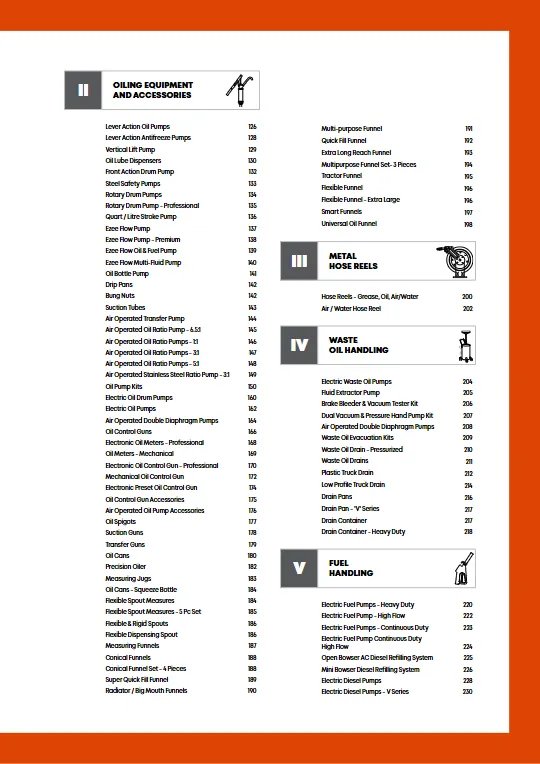 II
OILING EQUIPMENT
AND ACCESSORIES
Lever Action Oil Pumps 126
Lever Action Antifreeze Pumps 128
Vertical Lift Pump 129
Oil Lube Dispensers 130
Front Action Drum Pump 132
Steel Safety Pumps 133
Rotary Drum Pumps 134
Rotary Drum Pump - Professional 135
Quart / Litre Stroke Pump 136
Ezee Flow Pump 137
Ezee Flow Pump - Premium 138
Ezee Flow Oil & Fuel Pump 139
Ezee Flow Multi-Fluid Pump 140
Oil Bottle Pump 141
Drip Pans 142
Bung Nuts 142
Suction Tubes 143
Air Operated Transfer Pump 144
Air Operated Oil Ratio Pump - 6.5:1 145
Air Operated Oil Ratio Pumps - 1:1 146
Air Operated Oil Ratio Pumps - 3:1 147
Air Operated Oil Ratio Pumps - 5:1 148
Air Operated Stainless Steel Ratio Pump - 3:1 149
Oil Pump Kits 150
Electric Oil Drum Pumps 160
Electric Oil Pumps 162
Air Operated Double Diaphragm Pumps 164
Oil Control Guns 166
Electronic Oil Meters - Professional 168
Oil Meters - Mechanical 169
Electronic Oil Control Gun - Professional 170
Mechanical Oil Control Gun 172
Electronic Preset Oil Control Gun 174
Oil Control Gun Accessories 175
Air Operated Oil Pump Accessories 176
Oil Spigots 177
Suction Guns 178
Transfer Guns 179
Oil Cans 180
Precision Oiler 182
Measuring Jugs 183
Oil Cans - Squeeze Bottle 184
Flexible Spout Measures 184
Flexible Spout Measures - 5 Pc Set 185
Flexible & Rigid Spouts 186
Flexible Dispensing Spout 186
Measuring Funnels 187
Conical Funnels 188
Conical Funnel Set - 4 Pieces 188
Super Quick Fill Funnel 189
Radiator / Big Mouth Funnels 190
Multi-purpose Funnel 191
Quick Fill Funnel 192
Extra Long Reach Funnel 193
Multipurpose Funnel Set- 3 Pieces 194
Tractor Funnel 195
Flexible Funnel 196
Flexible Funnel - Extra Large 196
Smart Funnels 197
Universal Oil Funnel 198
III
METAL
HOSE REELS
Hose Reels - Grease, Oil, Air/Water 200
Air / Water Hose Reel 202
IV
WASTE
OIL HANDLING
Electric Waste Oil Pumps 204
Fluid Extractor Pump 205
Brake Bleeder & Vacuum Tester Kit 206
Dual Vacuum & Pressure Hand Pump Kit 207
Air Operated Double Diaphragm Pumps 208
Waste Oil Evacuation Kits 209
Waste Oil Drain - Pressurized 210
Waste Oil Drains 211
Plastic Truck Drain 212
Low Profile Truck Drain 214
Drain Pans 216
Drain Pan - 'V' Series 217
Drain Container 217
Drain Container - Heavy Duty 218
V
FUEL
HANDLING
Electric Fuel Pumps - Heavy Duty 220
Electric Fuel Pump - High Flow 222
Electric Fuel Pumps - Continuous Duty 223
Electric Fuel Pump Continuous Duty
High Flow 224
Open Bowser AC Diesel Refilling System 225
Mini Bowser Diesel Refilling System 226
Electric Diesel Pumps 228
Electric Diesel Pumps - V Series 230